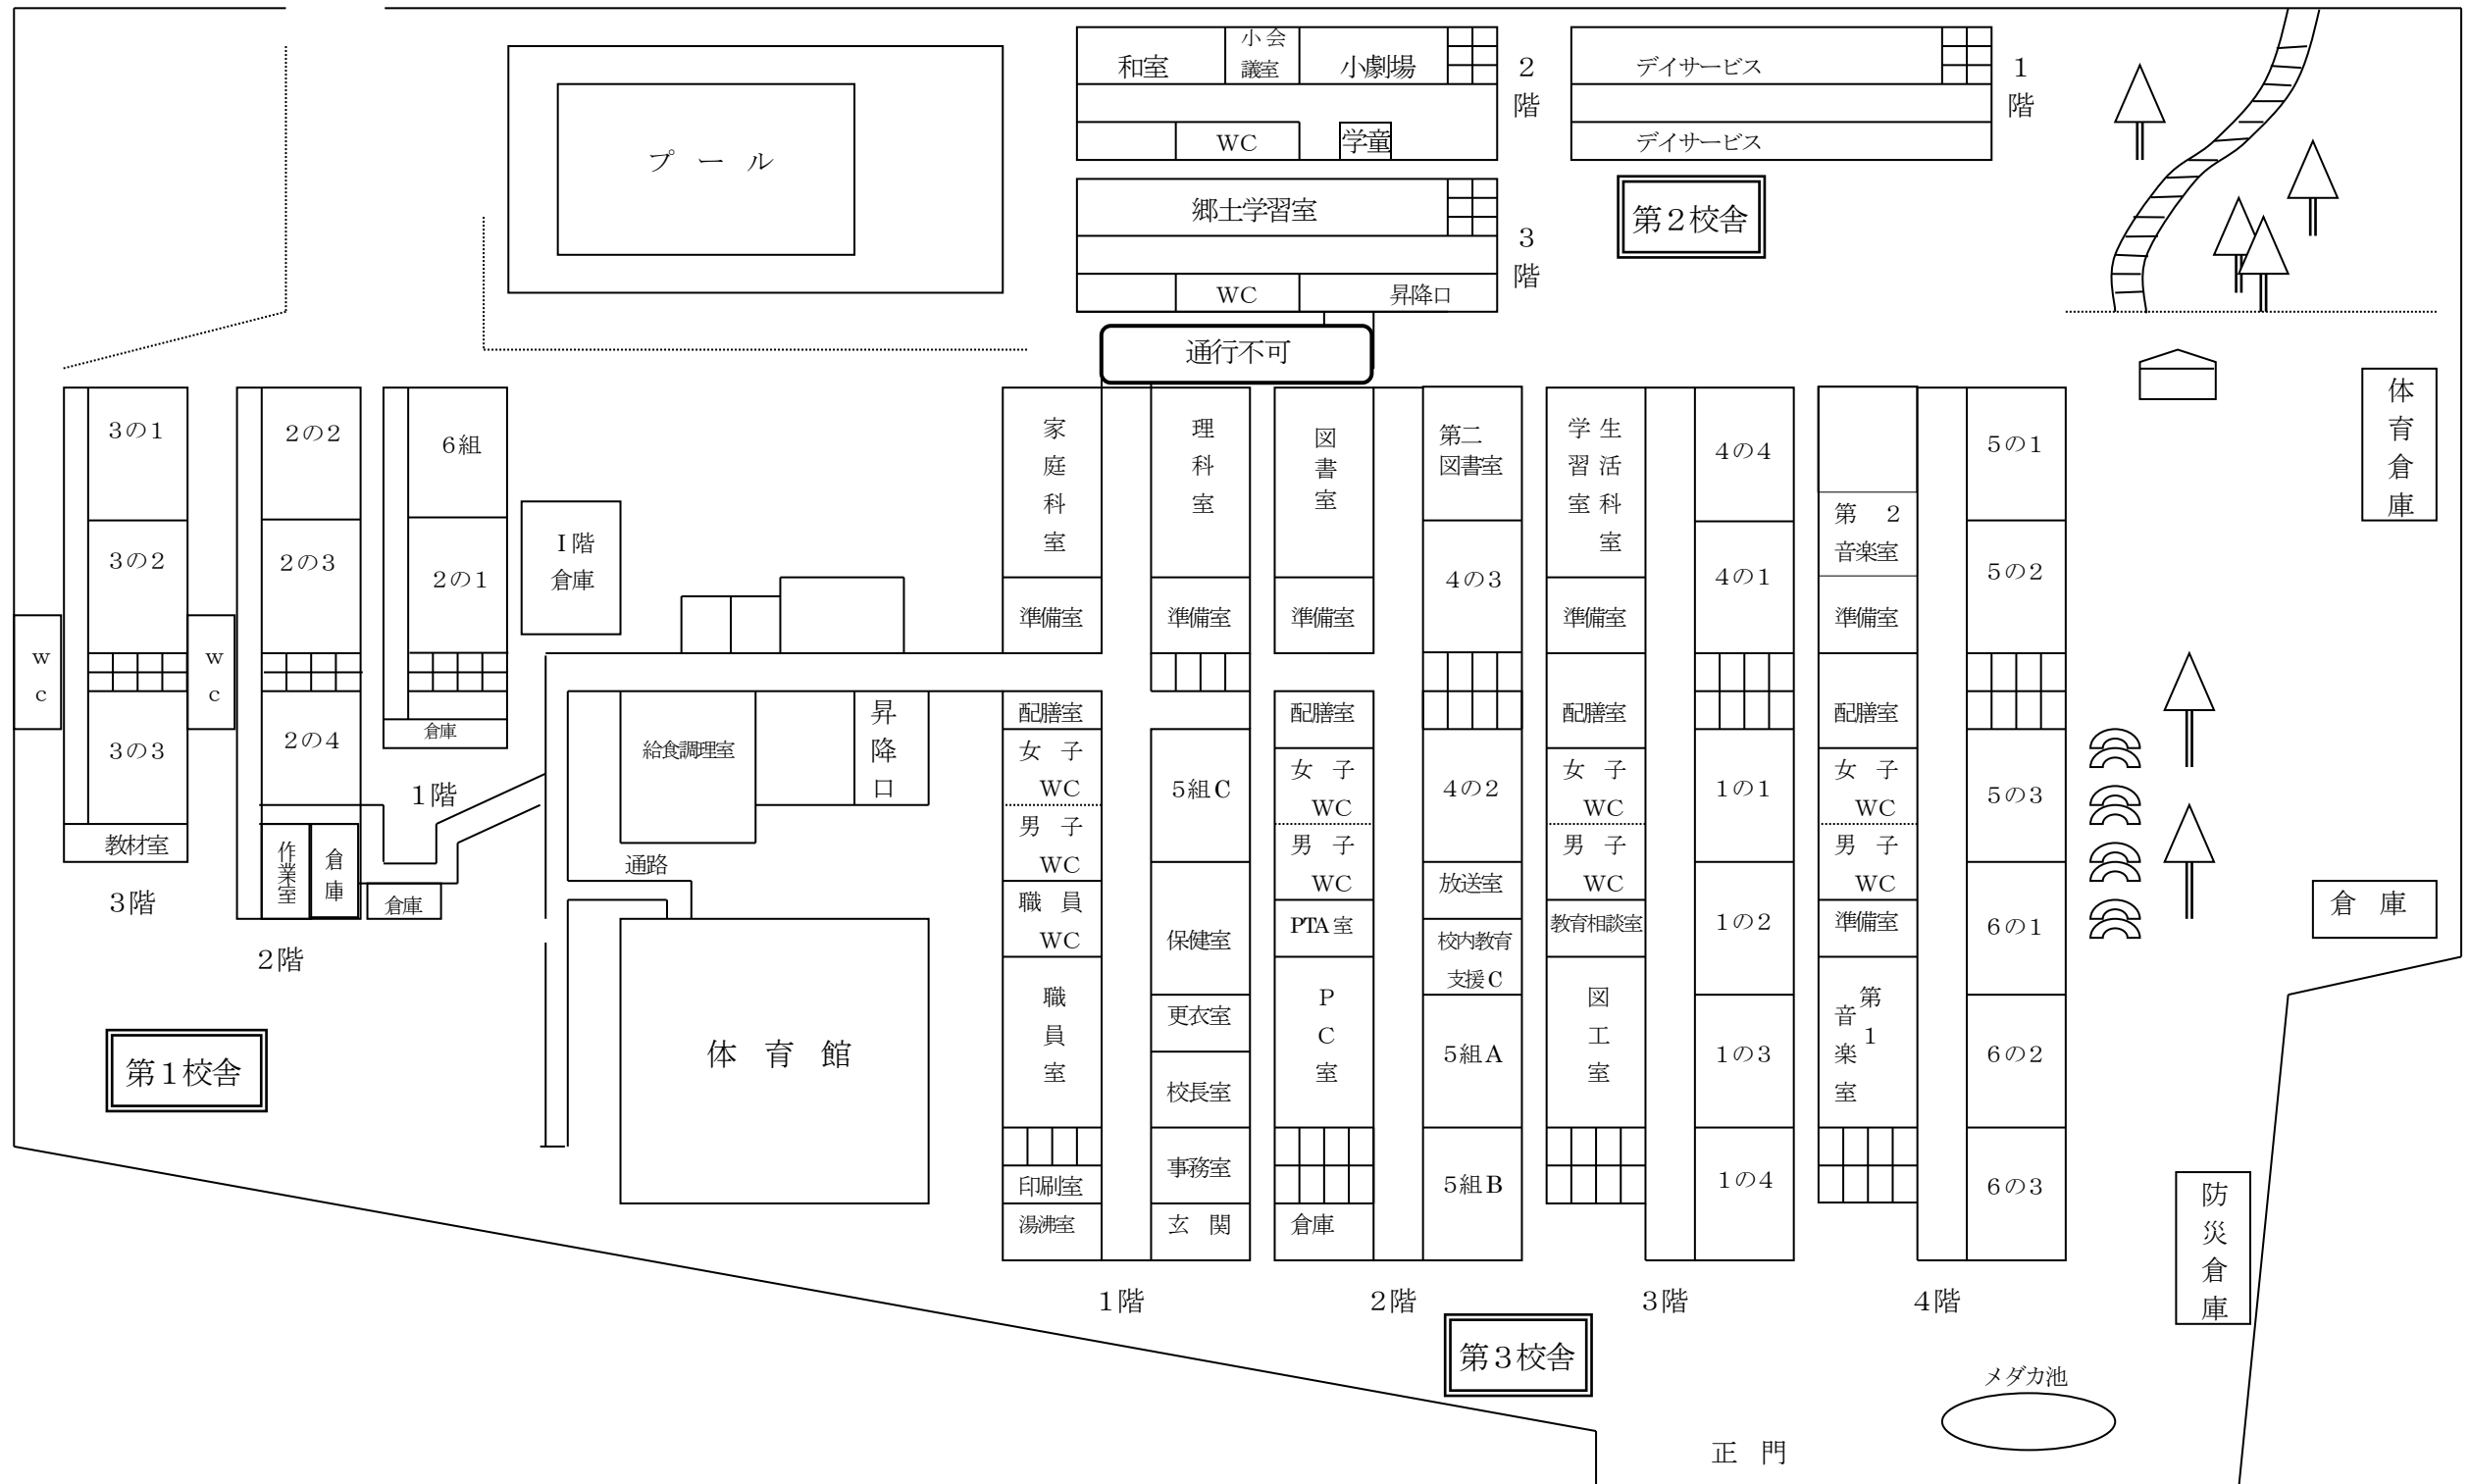 プール
和室
小会
議室
小劇場
WC
学童
2
階
デイサービス
デイサービス
1
階
郷土学習室
WC
昇降口
3
階
第2校舎
通行不可
体
育
倉
庫
3の1
3の2
3の3
教材室
3階
w
c
2の2
2の3
2の4
作
業
室
倉
庫
2階
w
c
6組
2の1
倉庫
1階
倉庫
I階
倉庫
第1校舎
給食調理室
昇
降
口
通路
体 育 館
家
庭
科
室
準備室
配膳室
女 子
WC
男 子
WC
職 員
WC
職
員
室
印刷室
湯沸室
理
科
室
準備室
5組C
保健室
更衣室
校長室
事務室
玄 関
1階
図
書
室
準備室
配膳室
女 子
WC
男 子
WC
PTA 室
P
C
室
倉庫
第二
図書室
4の3
4の2
放送室
校内教育
支援C
5組A
5組B
2階
学 生
習 活
室 科
室
準備室
配膳室
女 子
WC
男 子
WC
教育相談室
図
工
室
4の4
4の1
1の1
1の2
1の3
1の4
3階
第 2
音楽室
準備室
配膳室
女 子
WC
男 子
WC
準備室
第
1
音
楽
室
5の1
5の2
5の3
6の1
6の2
6の3
4階
第3校舎
倉 庫
防
災
倉
庫
メダカ池
正 門